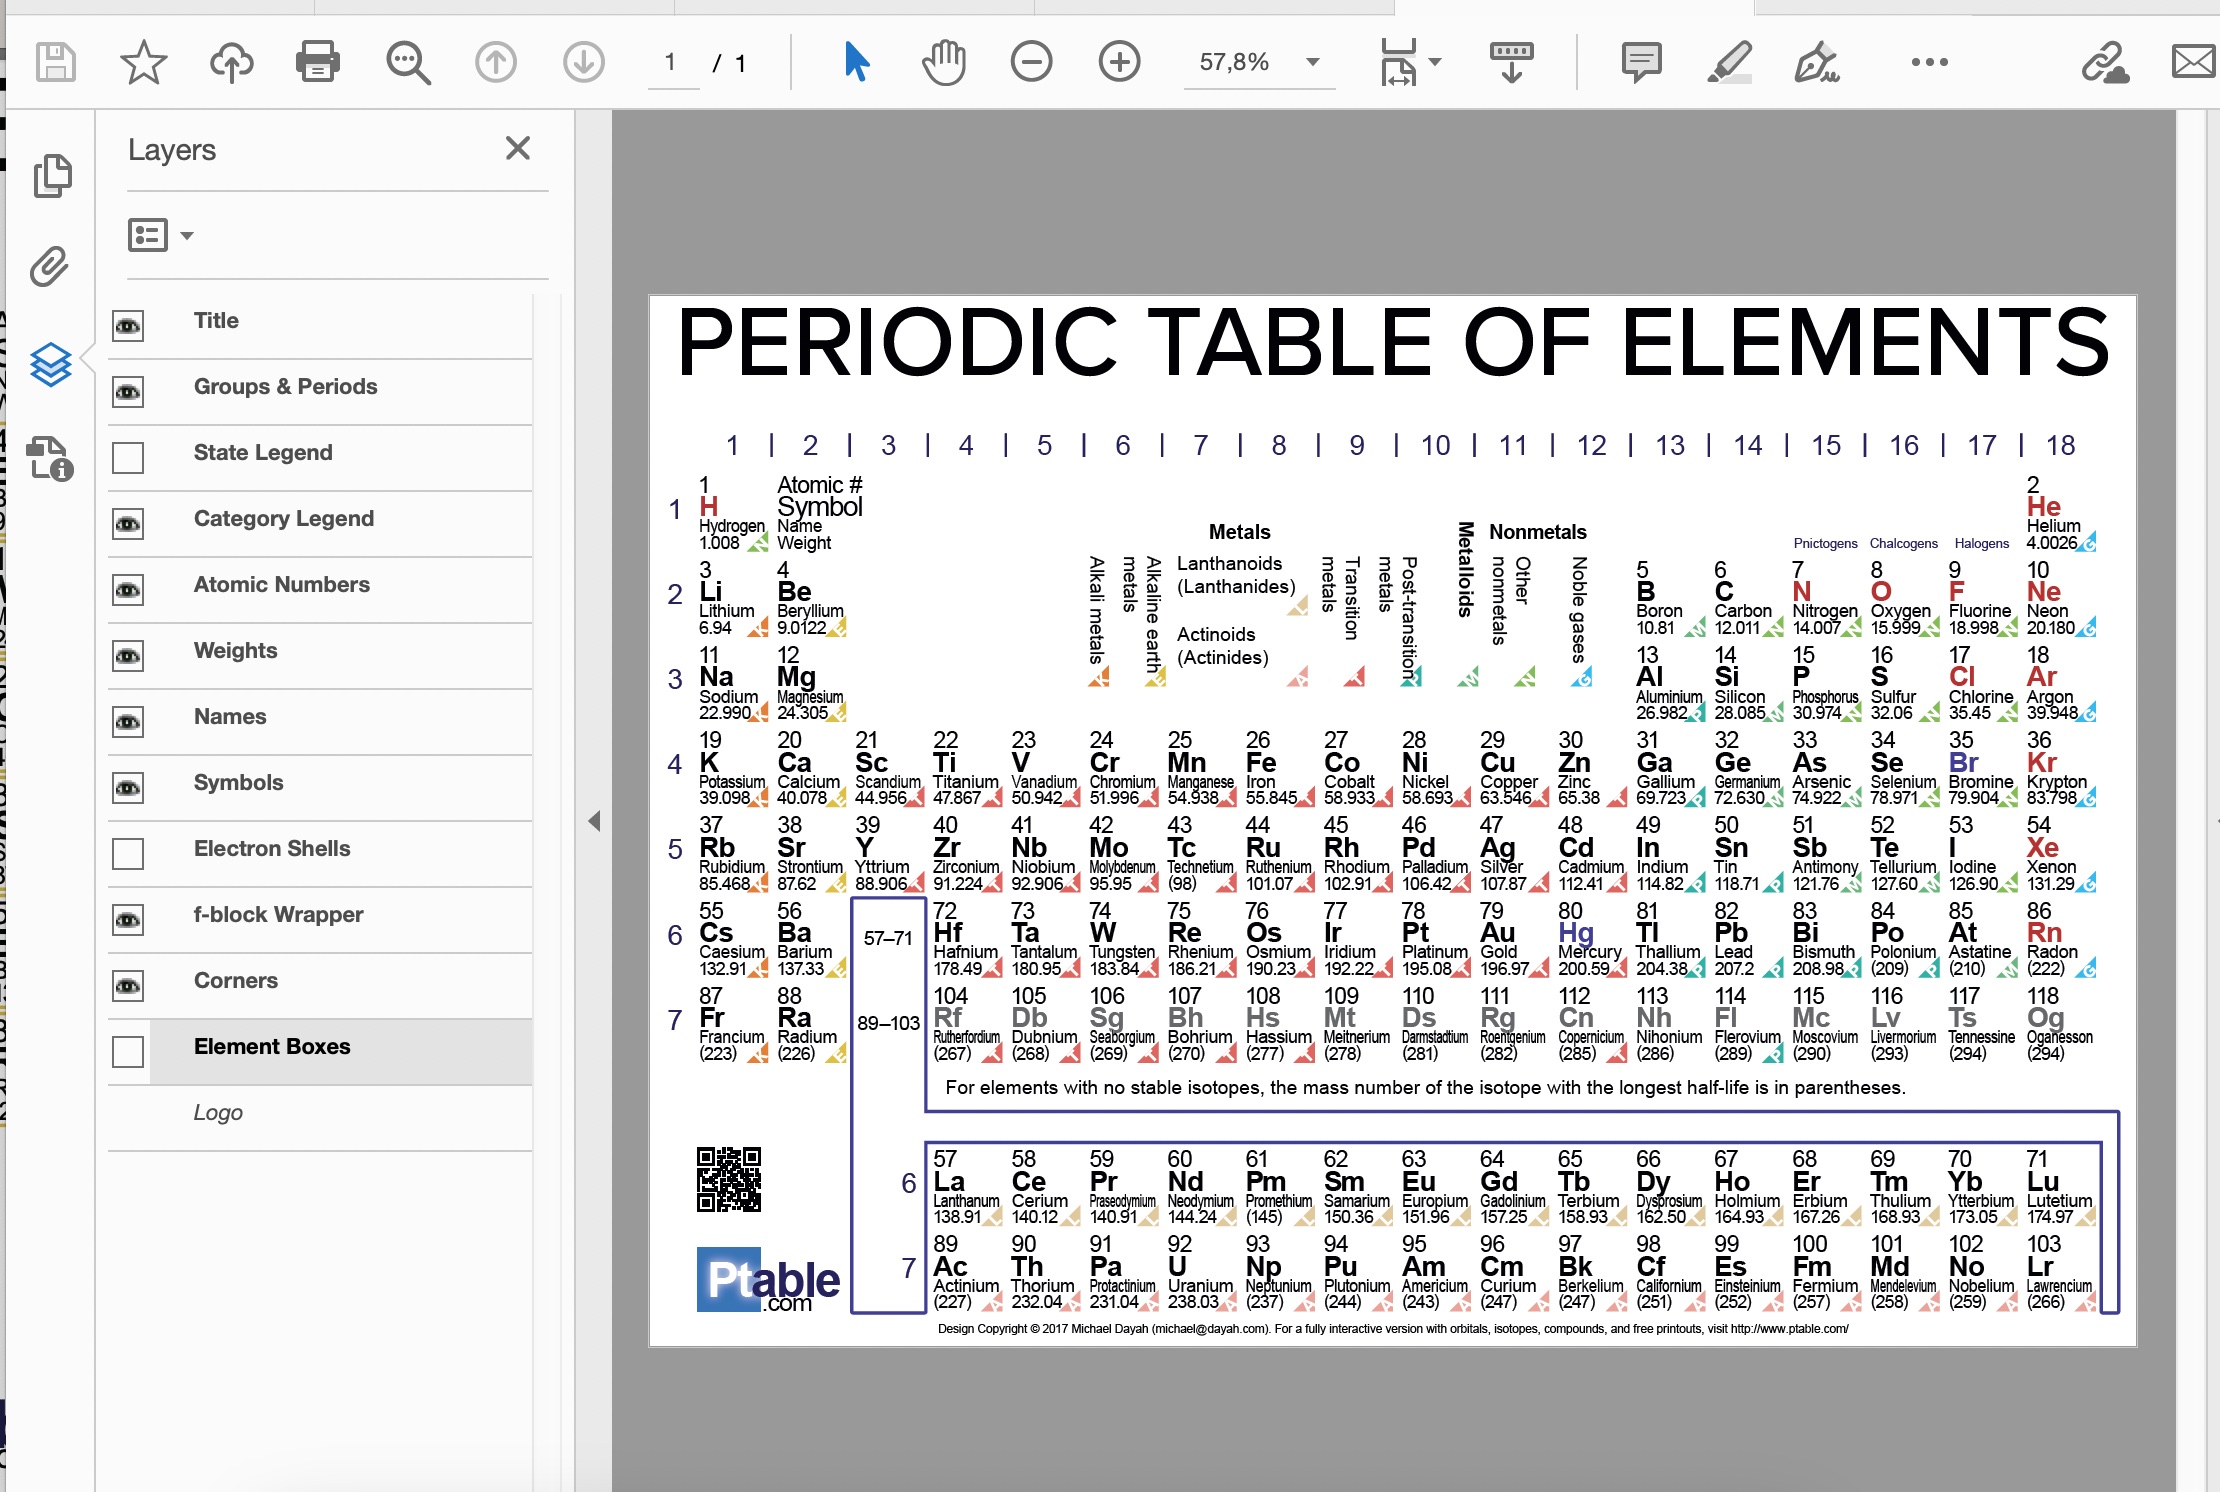 1 / 1
57,8%
Layers
Title
Groups & Periods
State Legend
Category Legend
Atomic Numbers
Weights
Names
Symbols
Electron Shells
f-block Wrapper
Corners
Element Boxes
Logo
PERIODIC TABLE OF ELEMENTS
1 | 2 | 3 | 4 | 5 | 6 | 7 | 8 | 9 | 10 | 11 | 12 | 13 | 14 | 15 | 16 | 17 | 18
1 Atomic # 2
1 H Symbol He
Hydrogen Name Helium
1.008 Weight 4.0026
Metals Metalloids Nonmetals
Pnictogens Chalcogens Halogens
Alkali metals
Alkaline earth metals
Lanthanoids
(Lanthanides)
Actinoids
(Actinides)
Transition metals
Post-transition metals
Other nonmetals
Noble gases
3 4 5 6 7 8 9 10
2 Li Be B C N O F Ne
Lithium Beryllium Boron Carbon Nitrogen Oxygen Fluorine Neon
6.94 9.0122 10.81 12.011 14.007 15.999 18.998 20.180
11 12 13 14 15 16 17 18
3 Na Mg Al Si P S Cl Ar
Sodium Magnesium Aluminium Silicon Phosphorus Sulfur Chlorine Argon
22.990 24.305 26.982 28.085 30.974 32.06 35.45 39.948
19 20 21 22 23 24 25 26 27 28 29 30 31 32 33 34 35 36
4 K Ca Sc Ti V Cr Mn Fe Co Ni Cu Zn Ga Ge As Se Br Kr
Potassium Calcium Scandium Titanium Vanadium Chromium Manganese Iron Cobalt Nickel Copper Zinc Gallium Germanium Arsenic Selenium Bromine Krypton
39.098 40.078 44.956 47.867 50.942 51.996 54.938 55.845 58.933 58.693 63.546 65.38 69.723 72.630 74.922 78.971 79.904 83.798
37 38 39 40 41 42 43 44 45 46 47 48 49 50 51 52 53 54
5 Rb Sr Y Zr Nb Mo Tc Ru Rh Pd Ag Cd In Sn Sb Te I Xe
Rubidium Strontium Yttrium Zirconium Niobium Molybdenum Technetium Ruthenium Rhodium Palladium Silver Cadmium Indium Tin Antimony Tellurium Iodine Xenon
85.468 87.62 88.906 91.224 92.906 95.95 (98) 101.07 102.91 106.42 107.87 112.41 114.82 118.71 121.76 127.60 126.90 131.29
55 56 72 73 74 75 76 77 78 79 80 81 82 83 84 85 86
6 Cs Ba 57–71 Hf Ta W Re Os Ir Pt Au Hg Tl Pb Bi Po At Rn
Caesium Barium Hafnium Tantalum Tungsten Rhenium Osmium Iridium Platinum Gold Mercury Thallium Lead Bismuth Polonium Astatine Radon
132.91 137.33 178.49 180.95 183.84 186.21 190.23 192.22 195.08 196.97 200.59 204.38 207.2 208.98 (209) (210) (222)
87 88 104 105 106 107 108 109 110 111 112 113 114 115 116 117 118
7 Fr Ra 89–103 Rf Db Sg Bh Hs Mt Ds Rg Cn Nh Fl Mc Lv Ts Og
Francium Radium Rutherfordium Dubnium Seaborgium Bohrium Hassium Meitnerium Darmstadtium Roentgenium Copernicium Nihonium Flerovium Moscovium Livermorium Tennessine Oganesson
(223) (226) (267) (268) (269) (270) (277) (278) (281) (282) (285) (286) (289) (290) (293) (294) (294)
For elements with no stable isotopes, the mass number of the isotope with the longest half-life is in parentheses.
57 58 59 60 61 62 63 64 65 66 67 68 69 70 71
6 La Ce Pr Nd Pm Sm Eu Gd Tb Dy Ho Er Tm Yb Lu
Lanthanum Cerium Praseodymium Neodymium Promethium Samarium Europium Gadolinium Terbium Dysprosium Holmium Erbium Thulium Ytterbium Lutetium
138.91 140.12 140.91 144.24 (145) 150.36 151.96 157.25 158.93 162.50 164.93 167.26 168.93 173.05 174.97
89 90 91 92 93 94 95 96 97 98 99 100 101 102 103
7 Ac Th Pa U Np Pu Am Cm Bk Cf Es Fm Md No Lr
Actinium Thorium Protactinium Uranium Neptunium Plutonium Americium Curium Berkelium Californium Einsteinium Fermium Mendelevium Nobelium Lawrencium
(227) 232.04 231.04 238.03 (237) (244) (243) (247) (247) (251) (252) (257) (258) (259) (266)
Ptable
.com
Design Copyright © 2017 Michael Dayah (michael@dayah.com). For a fully interactive version with orbitals, isotopes, compounds, and free printouts, visit http://www.ptable.com/